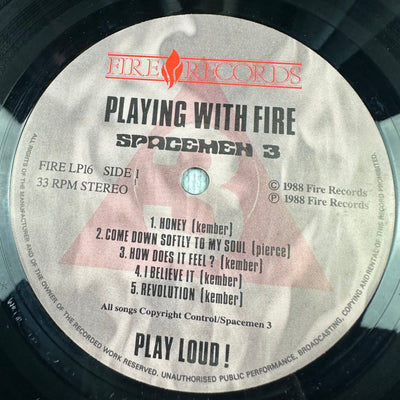 FIRE RECORDS
PLAYING WITH FIRE
SPACEMEN 3
FIRE LP16 SIDE 1
33 RPM STEREO
© 1988 Fire Records
℗ 1988 Fire Records
3
1. HONEY (kember)
2. COME DOWN SOFTLY TO MY SOUL (pierce)
3. HOW DOES IT FEEL? (kember)
4. I BELIEVE IT (kember)
5. REVOLUTION (kember)
All songs Copyright Control/Spacemen 3
PLAY LOUD!
ALL RIGHTS OF THE MANUFACTURER AND OF THE OWNER OF THE RECORDED WORK RESERVED. UNAUTHORISED PUBLIC PERFORMANCE, BROADCASTING, COPYING AND RENTAL OF THIS RECORD PROHIBITED.